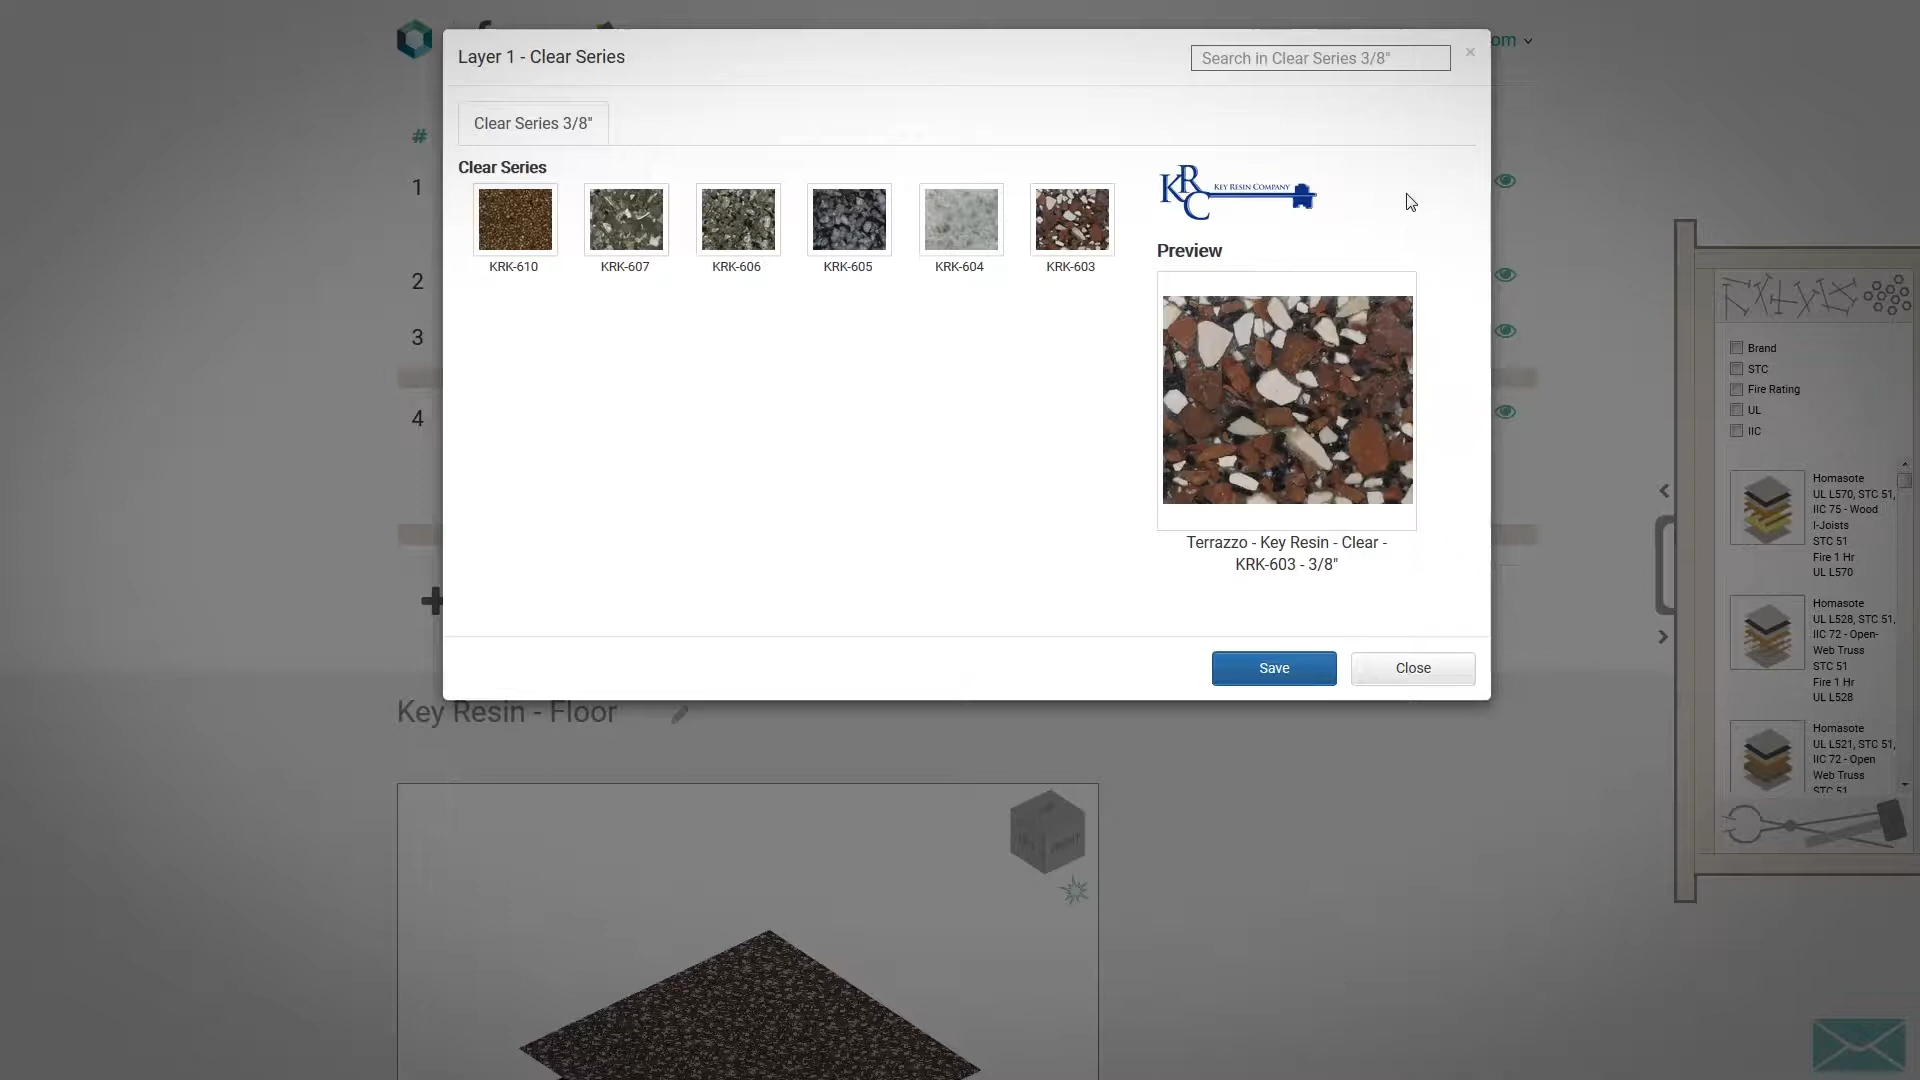 Layer 1 - Clear Series
Search in Clear Series 3/8"
×
om
Clear Series 3/8"
#
Clear Series
1
2
3
4
KRK-610
KRK-607
KRK-606
KRK-605
KRK-604
KRK-603
KRC KEY RESIN COMPANY
Preview
Terrazzo - Key Resin - Clear -
KRK-603 - 3/8"
Save
Close
Key Resin - Floor
Brand
STC
Fire Rating
UL
IIC
Homasote
UL L570, STC 51,
IIC 75 - Wood
I-Joists
STC 51
Fire 1 Hr
UL L570
Homasote
UL L528, STC 51,
IIC 72 - Open-
Web Truss
STC 51
Fire 1 Hr
UL L528
Homasote
UL L521, STC 51,
IIC 72 - Open
Web Truss
STC 51